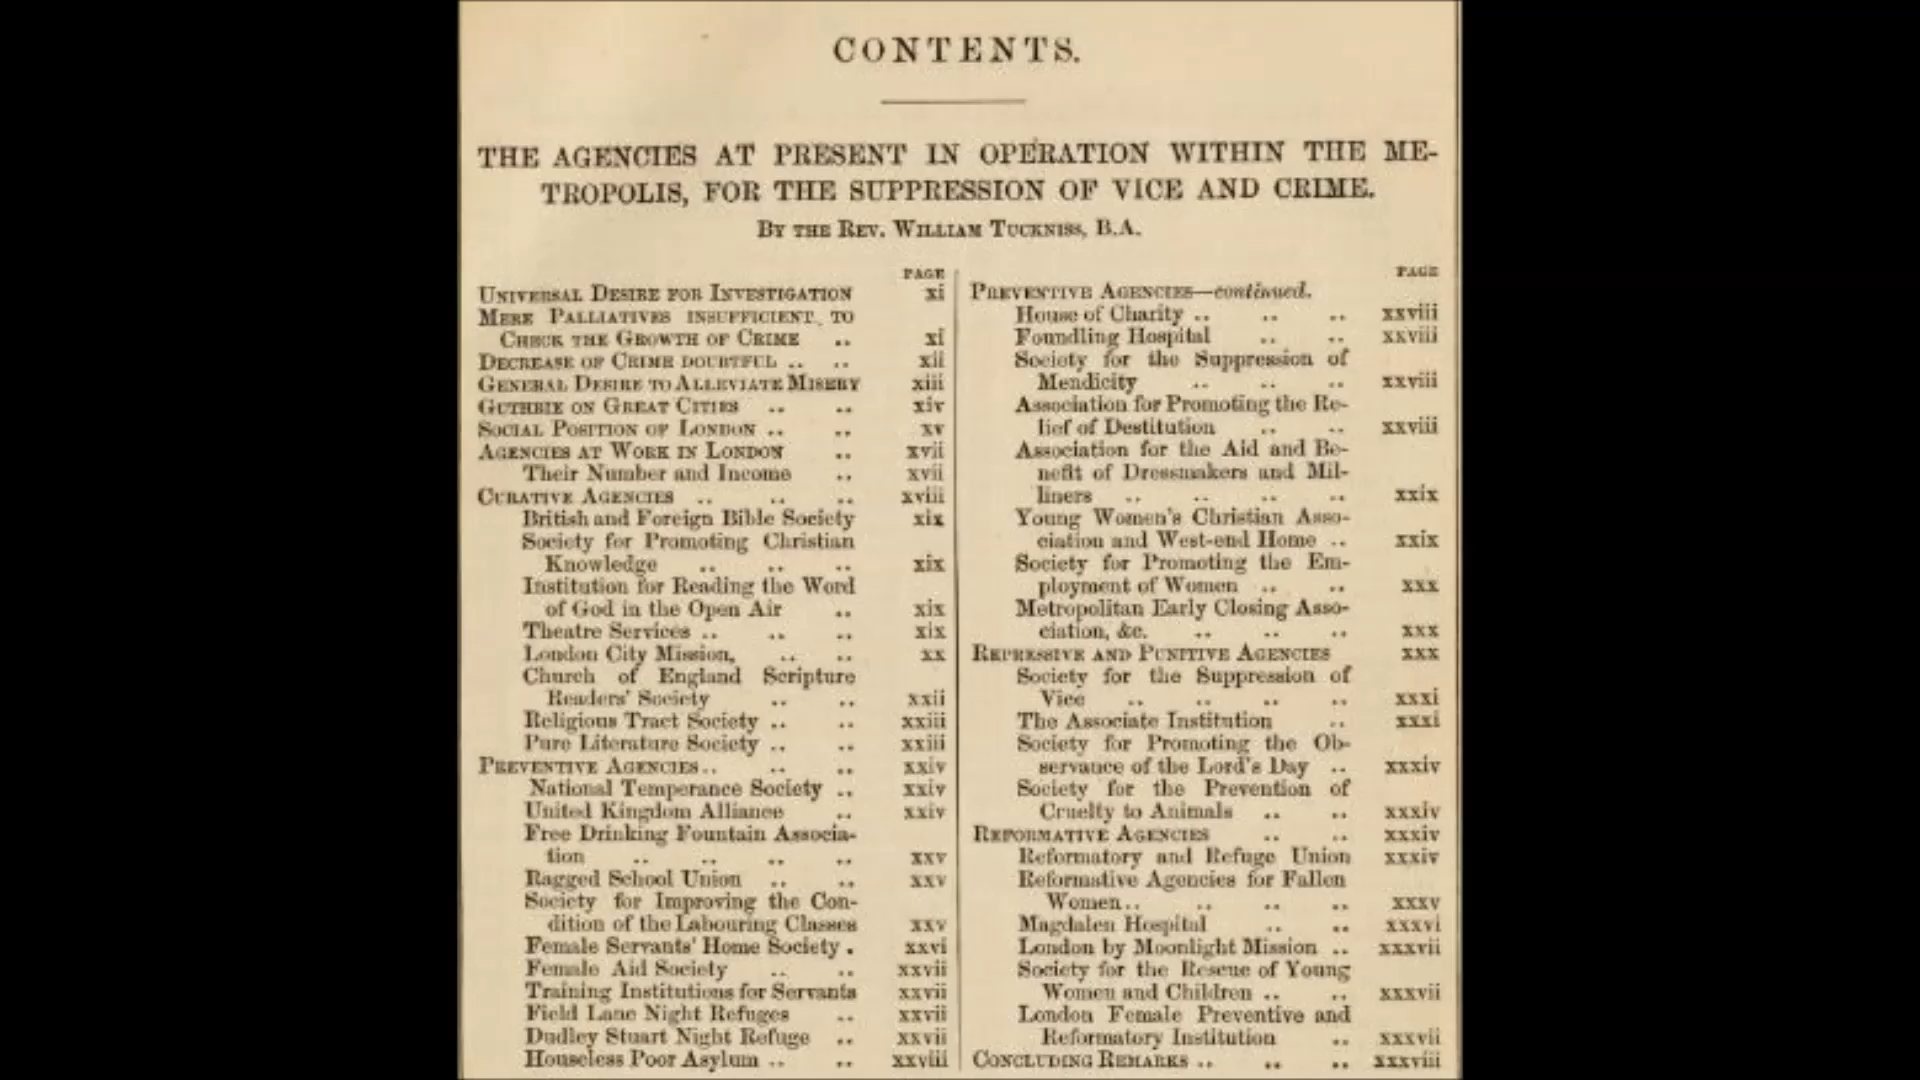 CONTENTS.
THE AGENCIES AT PRESENT IN OPERATION WITHIN THE ME-
TROPOLIS, FOR THE SUPPRESSION OF VICE AND CRIME.
BY THE REV. WILLIAM TUCKNISS, B.A.
PAGE
UNIVERSAL DESIRE FOR INVESTIGATION xi
MERE PALLIATIVES INSUFFICIENT TO
CHECK THE GROWTH OF CRIME .. xi
DECREASE OF CRIME DOUBTFUL .. .. xii
GENERAL DESIRE TO ALLEVIATE MISERY xiii
GUTHRIE ON GREAT CITIES .. .. xiv
SOCIAL POSITION OF LONDON .. .. xv
AGENCIES AT WORK IN LONDON .. xvii
Their Number and Income .. xvii
CURATIVE AGENCIES .. .. .. xviii
British and Foreign Bible Society xix
Society for Promoting Christian
Knowledge .. .. .. xix
Institution for Reading the Word
of God in the Open Air .. xix
Theatre Services .. .. .. xix
London City Mission, .. .. xx
Church of England Scripture
Readers' Society .. .. xxii
Religious Tract Society .. .. xxiii
Pure Literature Society .. .. xxiii
PREVENTIVE AGENCIES .. .. .. xxiv
National Temperance Society .. xxiv
United Kingdom Alliance .. xxiv
Free Drinking Fountain Associa-
tion .. .. .. .. xxv
Ragged School Union .. .. xxv
Society for Improving the Con-
dition of the Labouring Classes xxv
Female Servants' Home Society . xxvi
Female Aid Society .. .. xxvii
Training Institutions for Servants xxvii
Field Lane Night Refuges .. xxvii
Dudley Stuart Night Refuge .. xxvii
Houseless Poor Asylum .. .. xxviii
PAGE
PREVENTIVE AGENCIES—continued.
House of Charity .. .. .. xxviii
Foundling Hospital .. .. xxviii
Society for the Suppression of
Mendicity .. .. .. xxviii
Association for Promoting the Re-
lief of Destitution .. .. xxviii
Association for the Aid and Be-
nefit of Dressmakers and Mil-
liners .. .. .. .. xxix
Young Women's Christian Asso-
ciation and West-end Home .. xxix
Society for Promoting the Em-
ployment of Women .. .. xxx
Metropolitan Early Closing Asso-
ciation, &c. .. .. .. xxx
REPRESSIVE AND PUNITIVE AGENCIES xxx
Society for the Suppression of
Vice .. .. .. .. xxxi
The Associate Institution .. xxxi
Society for Promoting the Ob-
servance of the Lord's Day .. xxxiv
Society for the Prevention of
Cruelty to Animals .. .. xxxiv
REFORMATIVE AGENCIES .. .. xxxiv
Reformatory and Refuge Union xxxiv
Reformative Agencies for Fallen
Women .. .. .. .. xxxv
Magdalen Hospital .. .. xxxvi
London by Moonlight Mission .. xxxvii
Society for the Rescue of Young
Women and Children .. .. xxxvii
London Female Preventive and
Reformatory Institution .. xxxvii
CONCLUDING REMARKS .. .. .. xxxviii